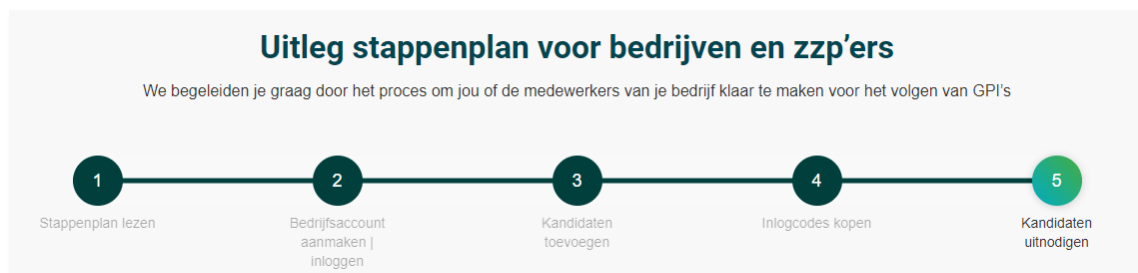 Uitleg stappenplan voor bedrijven en zzp’ers
We begeleiden je graag door het proces om jou of de medewerkers van je bedrijf klaar te maken voor het volgen van GPI’s
1
2
3
4
5
Stappenplan lezen
Bedrijfsaccount
aanmaken |
inloggen
Kandidaten
toevoegen
Inlogcodes kopen
Kandidaten
uitnodigen